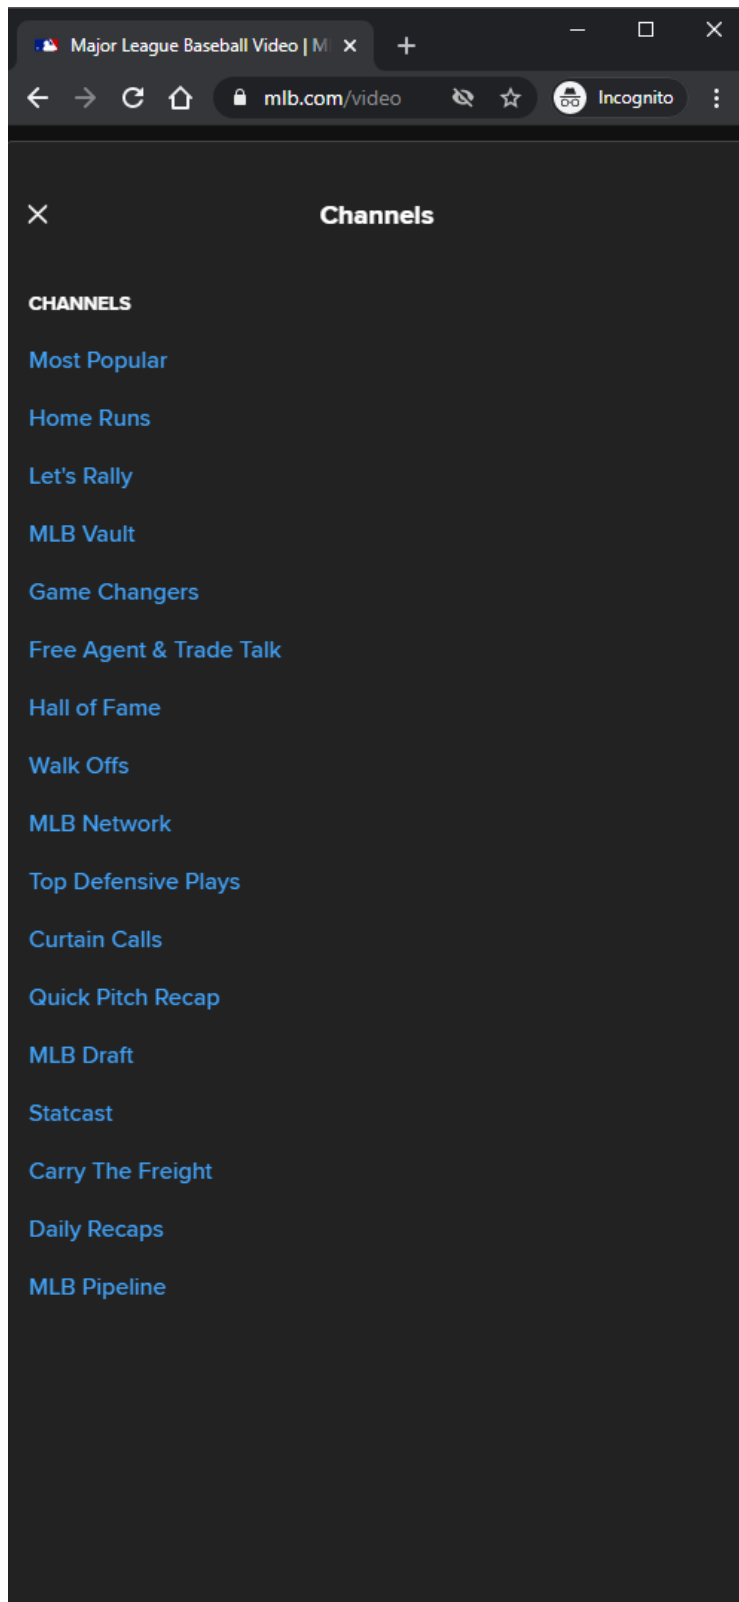 Major League Baseball Video | M
mlb.com/video
Incognito
Channels
CHANNELS
Most Popular
Home Runs
Let's Rally
MLB Vault
Game Changers
Free Agent & Trade Talk
Hall of Fame
Walk Offs
MLB Network
Top Defensive Plays
Curtain Calls
Quick Pitch Recap
MLB Draft
Statcast
Carry The Freight
Daily Recaps
MLB Pipeline